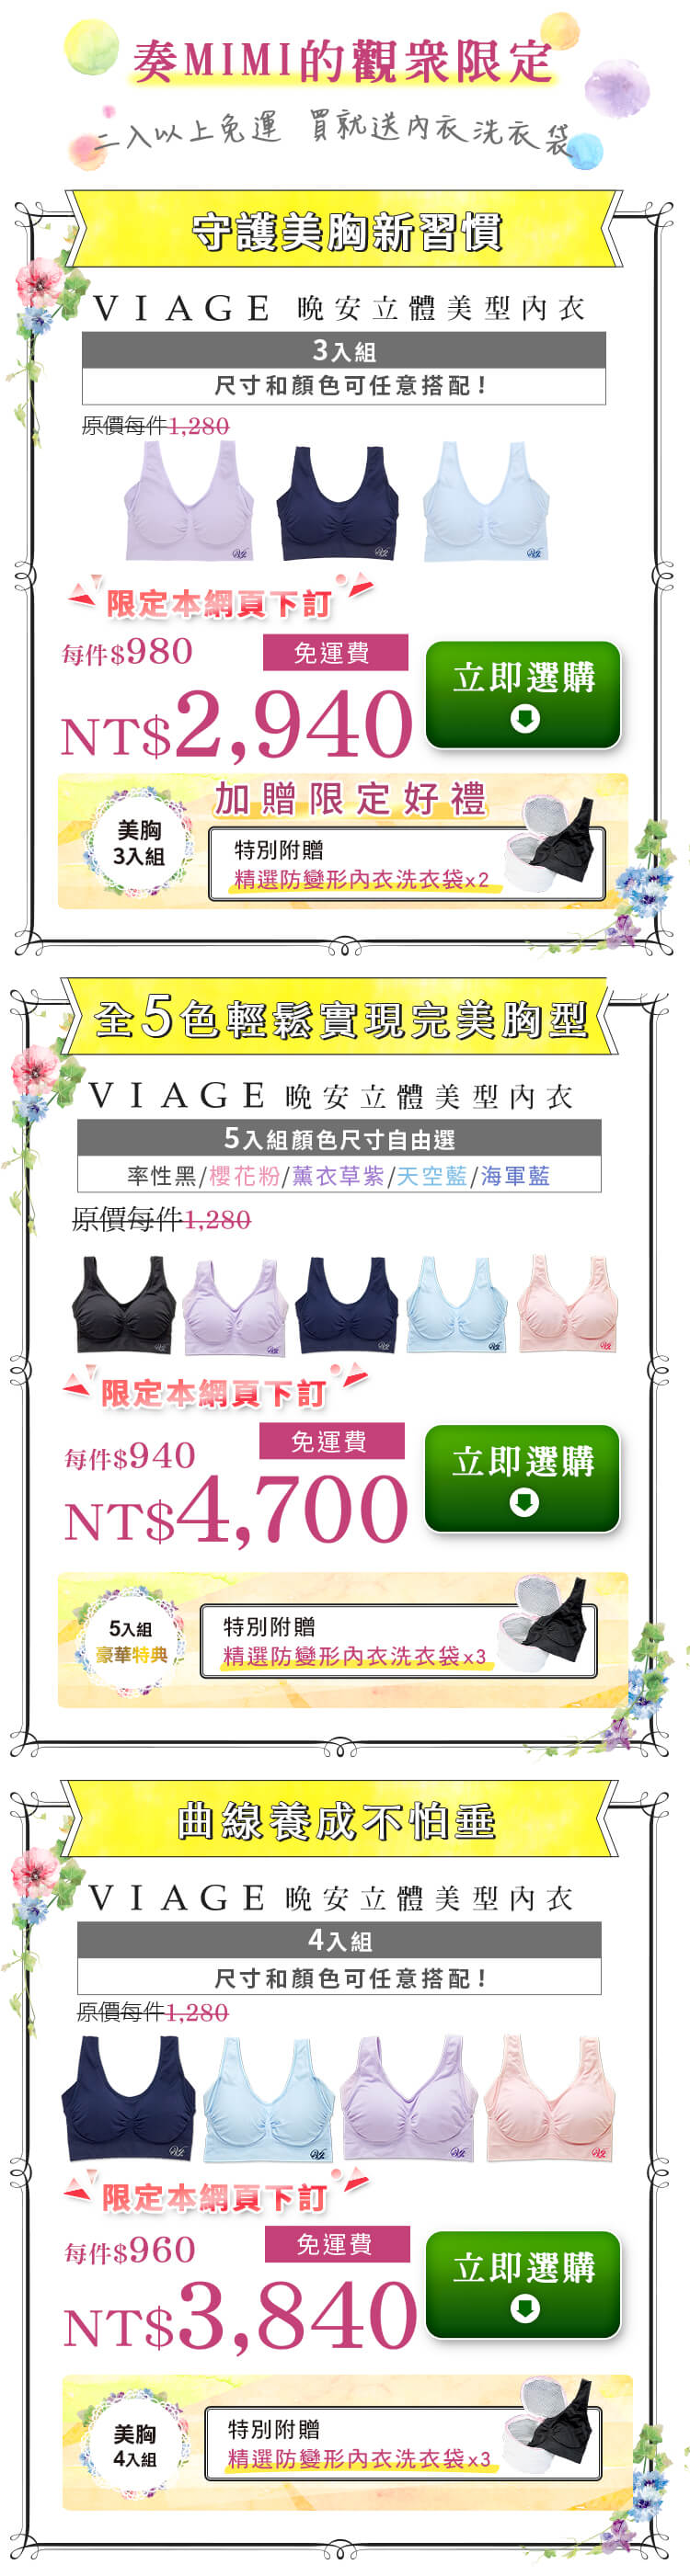 奏MIMI的觀眾限定
二入以上免運 買就送內衣洗衣袋
守護美胸新習慣
VIAGE 晚安立體美型內衣
3入組
尺寸和顏色可任意搭配！
原價每件1,280
限定本網頁下訂
每件$980
免運費
NT$2,940
立即選購
加贈限定好禮
美胸
3入組
特別附贈
精選防變形內衣洗衣袋x2
全5色輕鬆實現完美胸型
VIAGE 晚安立體美型內衣
5入組顏色尺寸自由選
率性黑/櫻花粉/薰衣草紫/天空藍/海軍藍
原價每件1,280
限定本網頁下訂
每件$940
免運費
NT$4,700
立即選購
5入組
豪華特典
特別附贈
精選防變形內衣洗衣袋x3
曲線養成不怕垂
VIAGE 晚安立體美型內衣
4入組
尺寸和顏色可任意搭配！
原價每件1,280
限定本網頁下訂
每件$960
免運費
NT$3,840
立即選購
美胸
4入組
特別附贈
精選防變形內衣洗衣袋x3